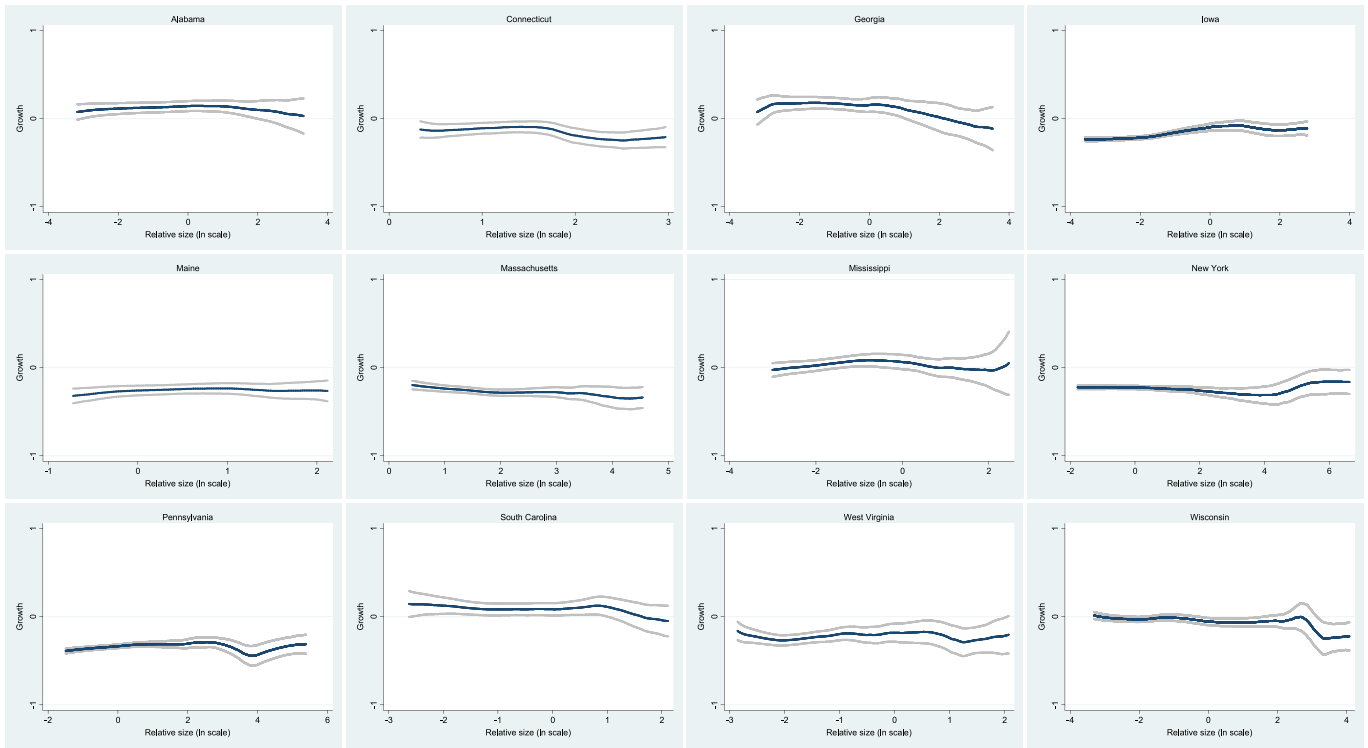 Alabama
Growth
1
0
-1
-4
-2
0
2
4
Relative size (ln scale)
Connecticut
Growth
1
0
-1
0
1
2
3
Relative size (ln scale)
Georgia
Growth
1
0
-1
-4
-2
0
2
4
Relative size (ln scale)
Iowa
Growth
1
0
-1
-4
-2
0
2
4
Relative size (ln scale)
Maine
Growth
1
0
-1
-1
0
1
2
Relative size (ln scale)
Massachusetts
Growth
1
0
-1
0
1
2
3
4
5
Relative size (ln scale)
Mississippi
Growth
1
0
-1
-4
-2
0
2
Relative size (ln scale)
New York
Growth
1
0
-1
-2
0
2
4
6
Relative size (ln scale)
Pennsylvania
Growth
1
0
-1
-2
0
2
4
6
Relative size (ln scale)
South Carolina
Growth
1
0
-1
-3
-2
-1
0
1
2
Relative size (ln scale)
West Virginia
Growth
1
0
-1
-3
-2
-1
0
1
2
Relative size (ln scale)
Wisconsin
Growth
1
0
-1
-4
-2
0
2
4
Relative size (ln scale)